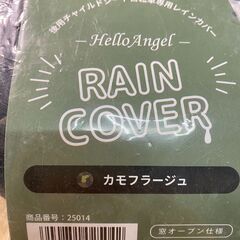 後用チャイルドシート自転車専用レインカバー
HelloAngel
RAIN
COVER
カモフラージュ
商品番号:25014
窓オープン仕様